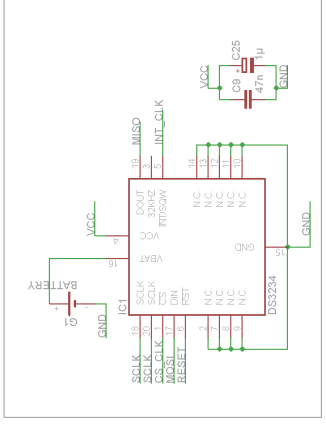 C25
1µ
VCC
+
GND
C9
47n
MISO
INT_CLK
19
3
5
14
13
12
11
10
DOUT
32KHZ
INT/SQW
N.C.
N.C.
N.C.
N.C.
N.C.
VCC
4
VCC
GND
15
GND
16
VBAT
BATTERY
+
-
G1
GND
IC1
SCLK
SCLK
CS
DIN
RST
N.C.
N.C.
N.C.
N.C.
DS3234
18
20
1
17
6
2
7
8
9
SCLK
SCLK
CS_CLK
MOSI
RESET